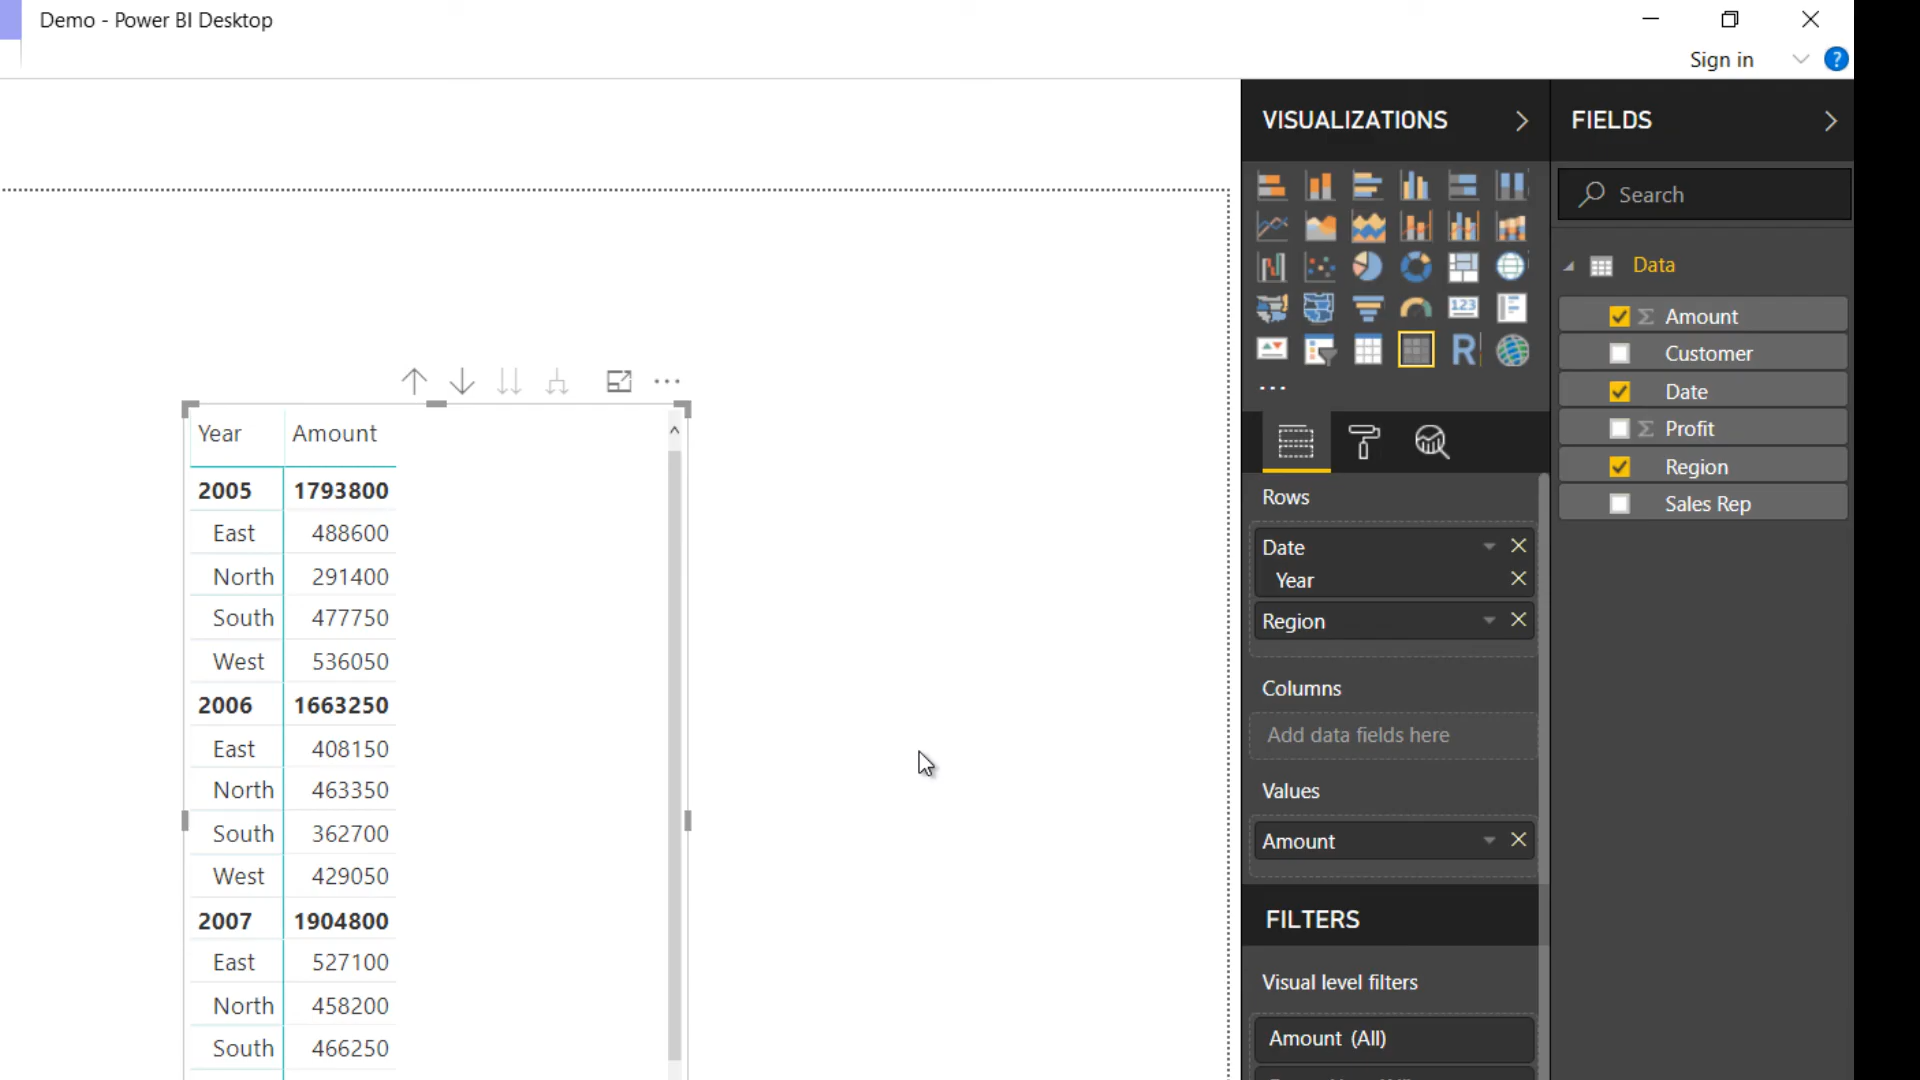 Demo - Power BI Desktop
Sign in
?
VISUALIZATIONS
FIELDS
Search
Data
Amount
Customer
Date
Profit
Region
Sales Rep
123
R
Year Amount
2005 1793800
East 488600
North 291400
South 477750
West 536050
2006 1663250
East 408150
North 463350
South 362700
West 429050
2007 1904800
East 527100
North 458200
South 466250
Rows
Date
Year
Region
Columns
Add data fields here
Values
Amount
FILTERS
Visual level filters
Amount (All)